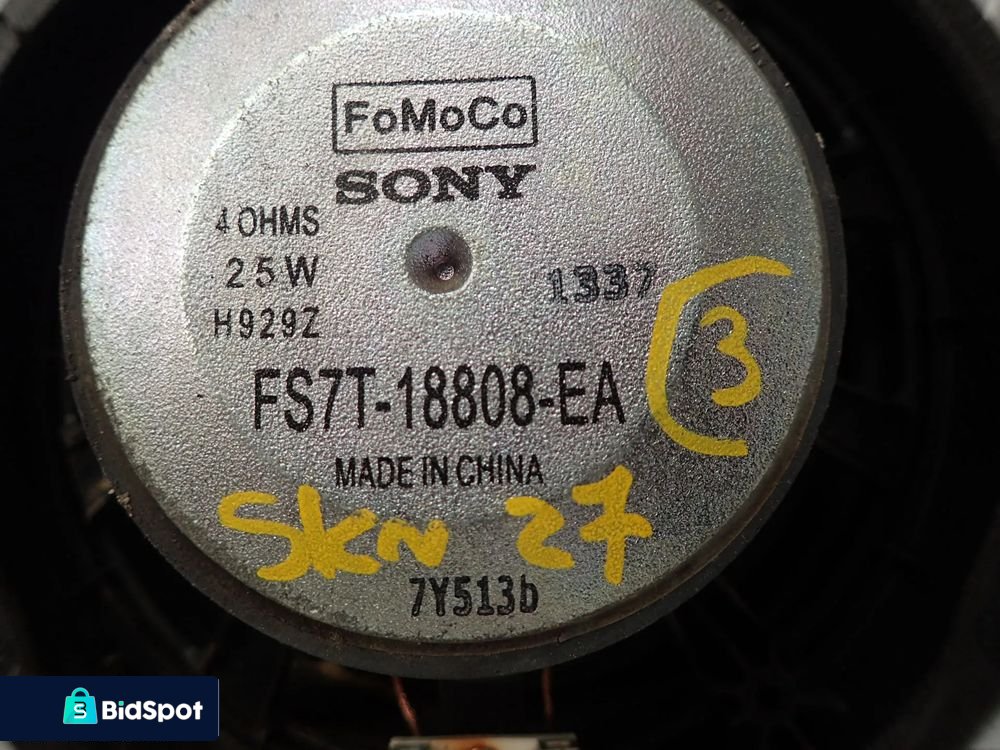 FoMoCo
SONY
4 OHMS
25W
H929Z
1337
3
FS7T-18808-EA
MADE IN CHINA
SKN 27
7Y513b
BidSpot